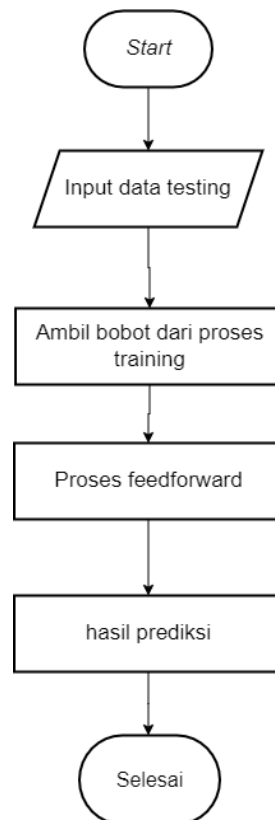 Start
Input data testing
Ambil bobot dari proses
training
Proses feedforward
hasil prediksi
Selesai